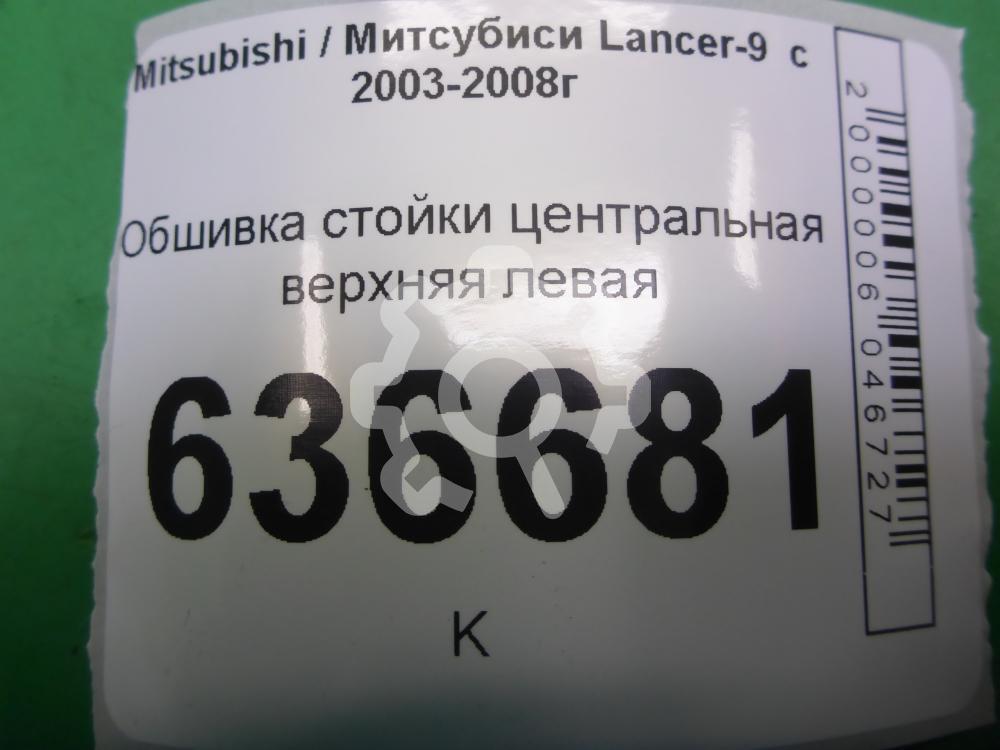 Mitsubishi / Митсубиси Lancer-9 с
2003-2008г
Обшивка стойки центральная
верхняя левая
636681
К
2000006046727